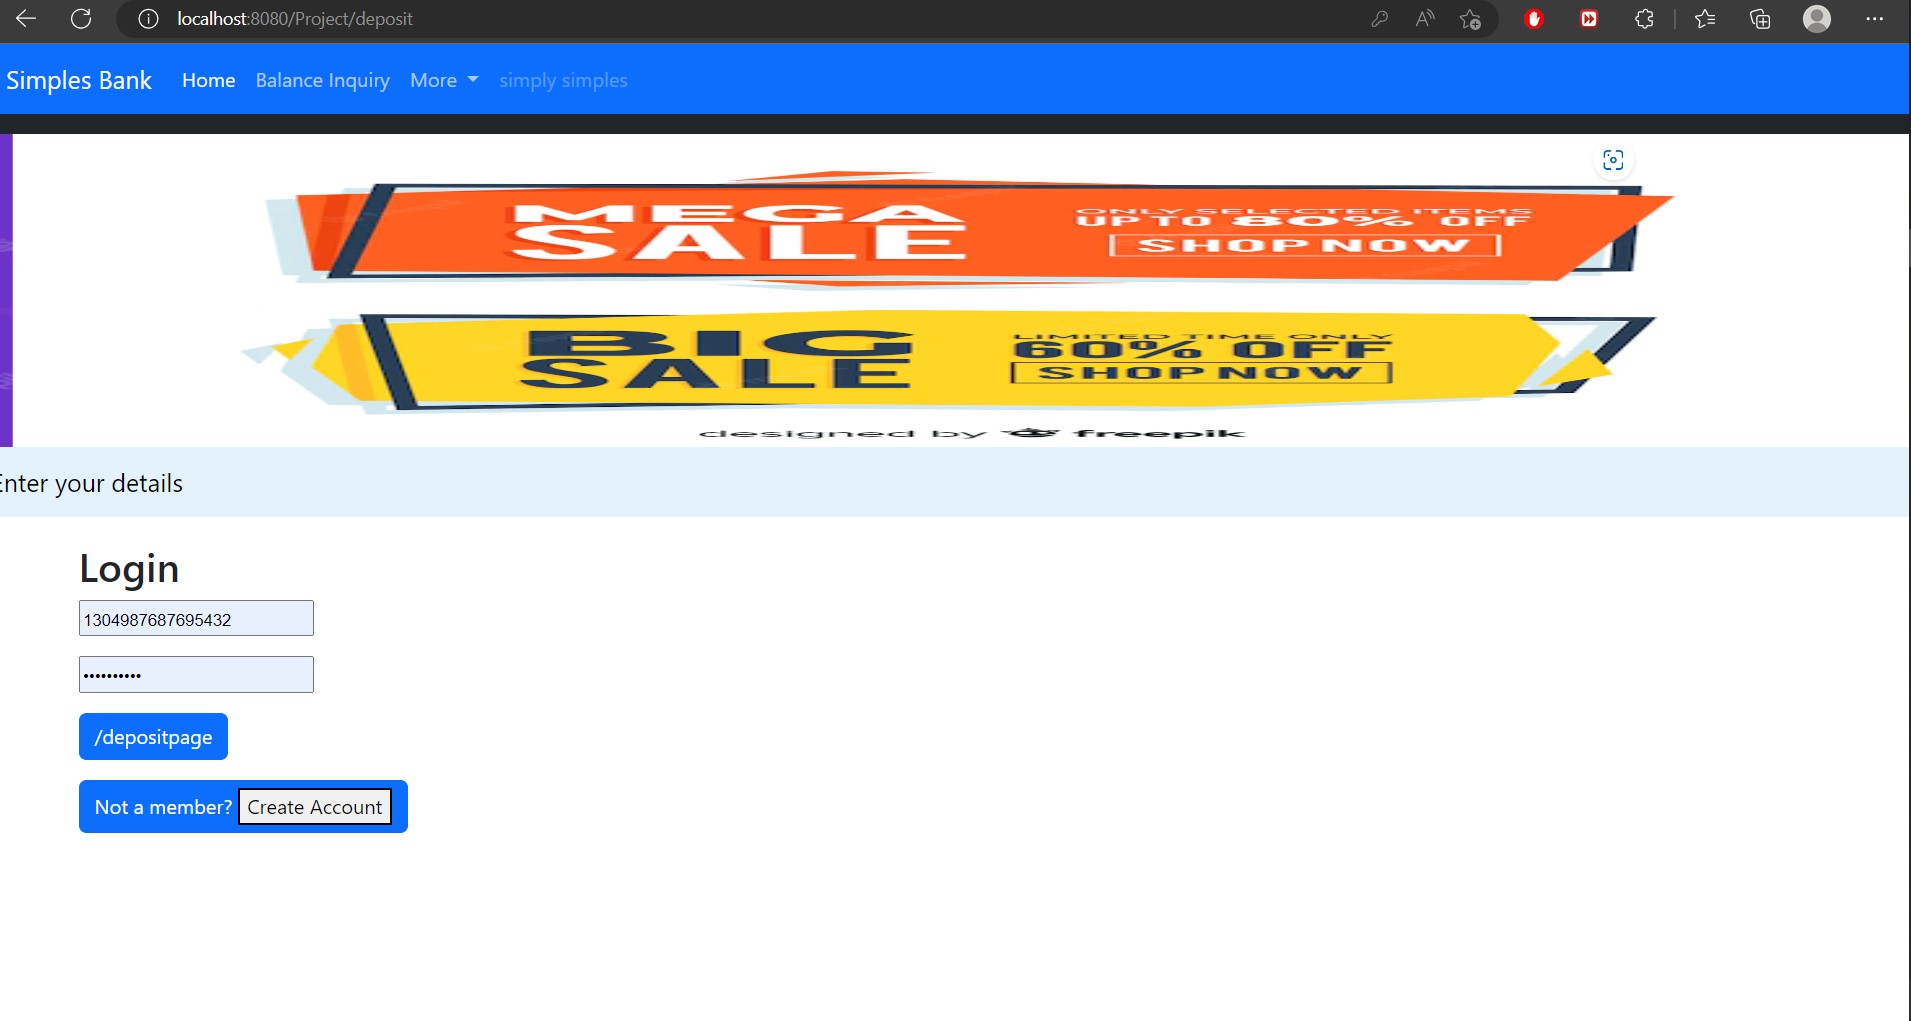 localhost:8080/Project/deposit
Simples Bank Home Balance Inquiry More simply simples
MEGA
SALE
ONLY SELECTED ITEMS
UP TO 80% OFF
SHOP NOW
BIG
SALE
LIMITED TIME ONLY
60% OFF
SHOP NOW
designed by freepik
Enter your details
Login
1304987687695432
••••••••••
/depositpage
Not a member? Create Account